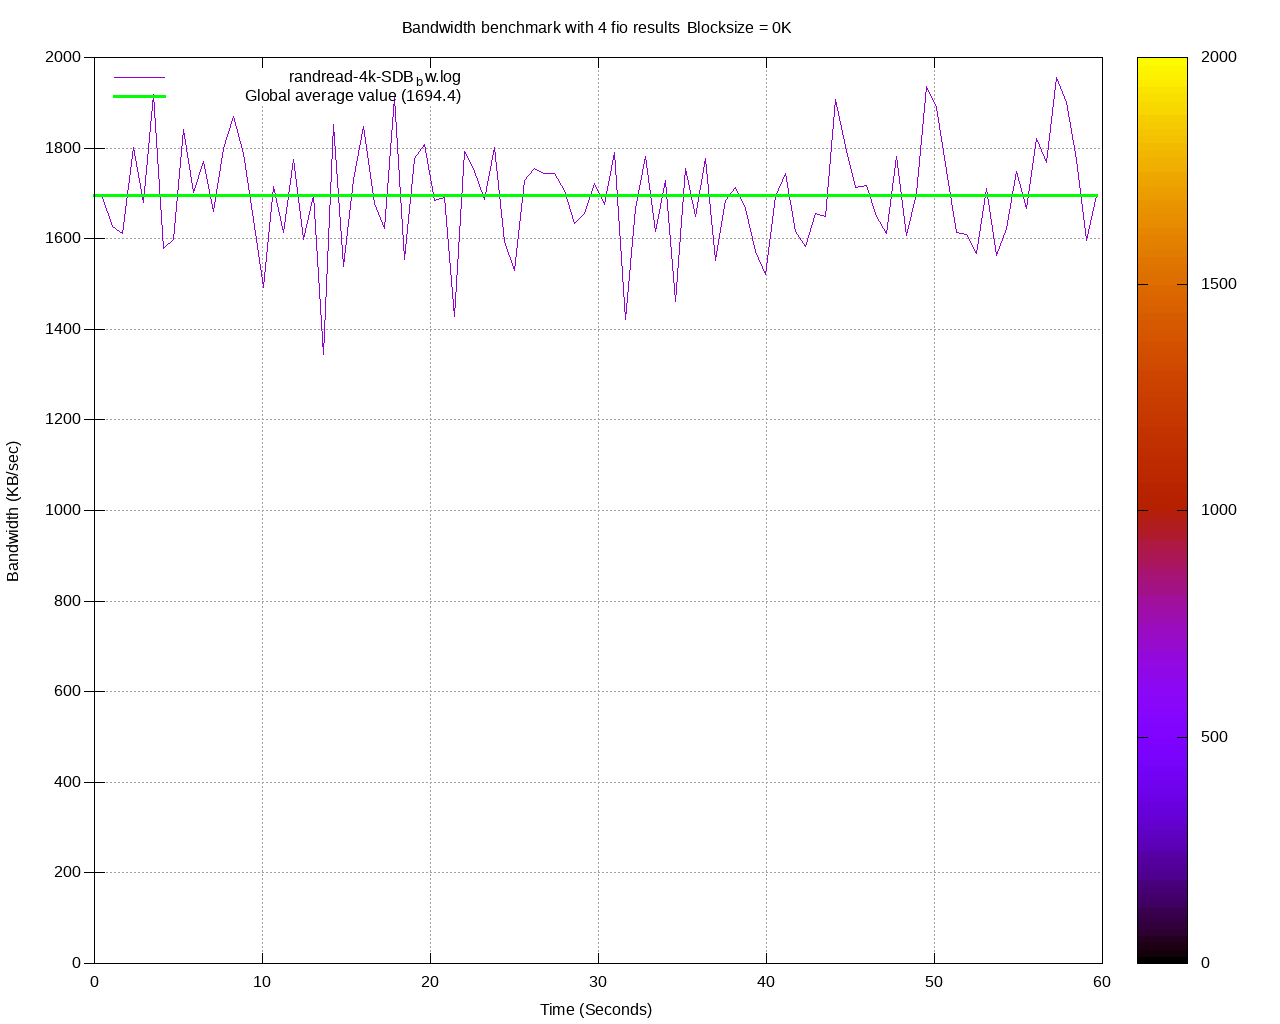 Bandwidth benchmark with 4 fio results Blocksize = 0K
randread-4k-SDB_bw.log
Global average value (1694.4)
2000
1800
1600
1400
1200
1000
800
600
400
200
0
Bandwidth (KB/sec)
0 10 20 30 40 50 60
Time (Seconds)
2000
1500
1000
500
0